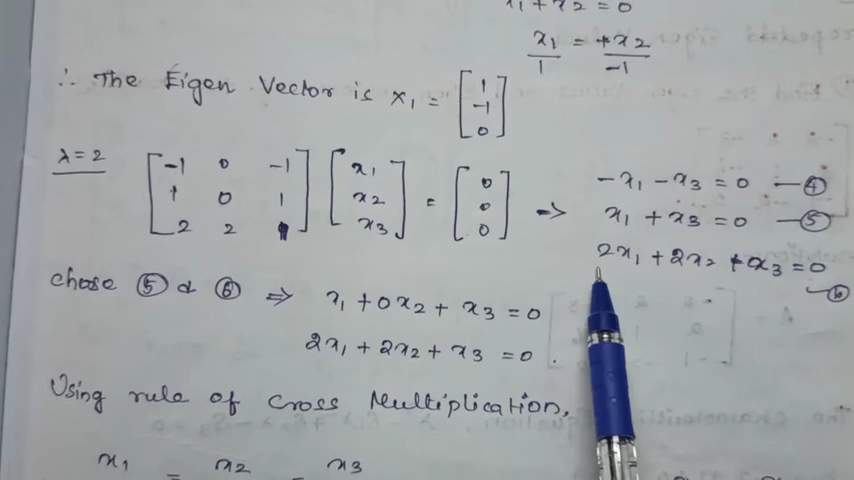 x1 + x2 = 0
x1/1 = +x2/-1
∴ The Eigen Vector is x1 = [1 -1 0]
λ = 2 [-1 0 -1 1 0 1 2 2 1] [x1 x2 x3] = [0 0 0] ⇒
-x1 - x3 = 0 — ④
x1 + x3 = 0 — ⑤
2x1 + 2x2 + x3 = 0 — ⑥
chose ⑤ & ⑥ ⇒ x1 + 0x2 + x3 = 0
2x1 + 2x2 + x3 = 0.
Using rule of Cross Multiplication,
x1 = x2 = x3